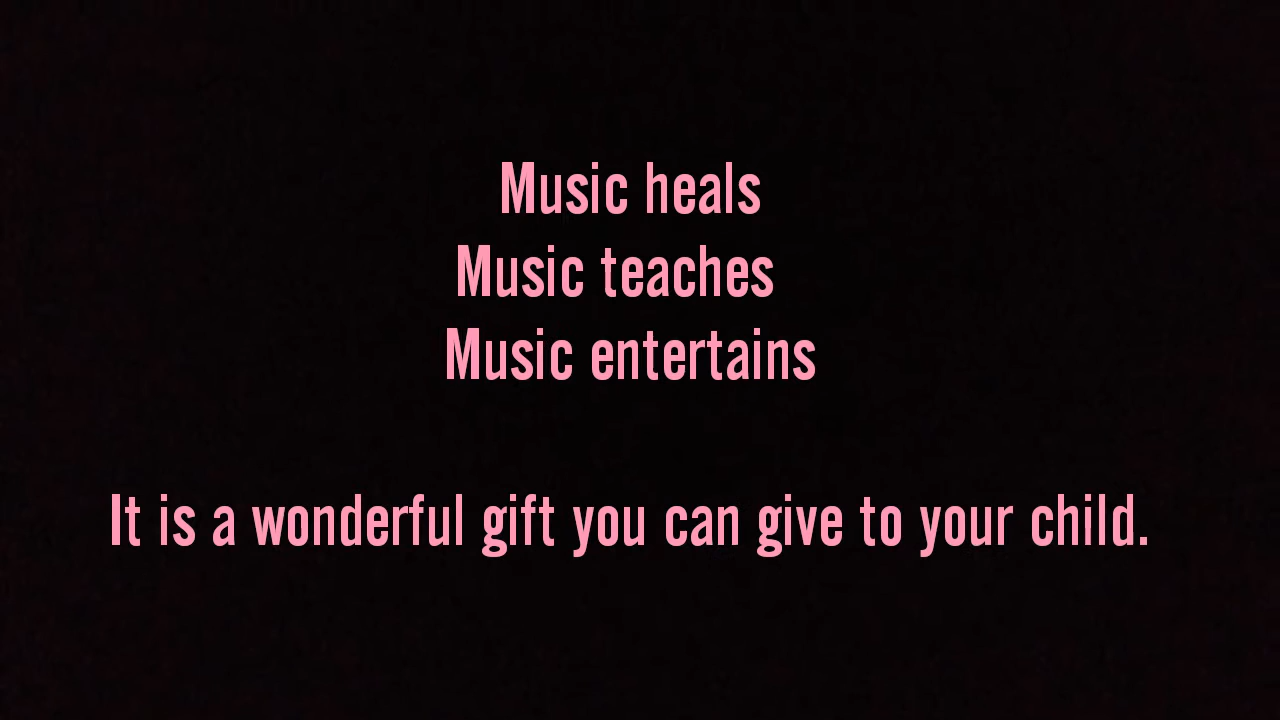 Music heals
Music teaches
Music entertains
It is a wonderful gift you can give to your child.